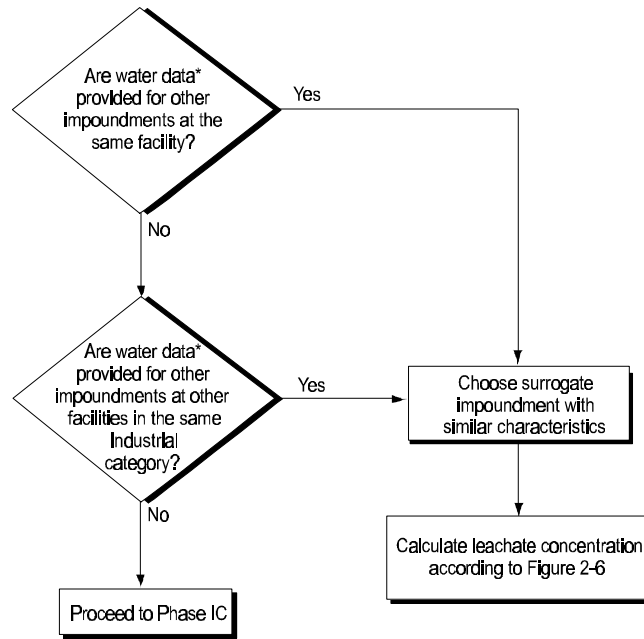 Are water data*
provided for other
impoundments at the
same facility?
Yes
No
Are water data*
provided for other
impoundments at other
facilities in the same
Industrial
category?
Yes
Choose surrogate
impoundment with
similar characteristics
No
Calculate leachate concentration
according to Figure 2-6
Proceed to Phase IC